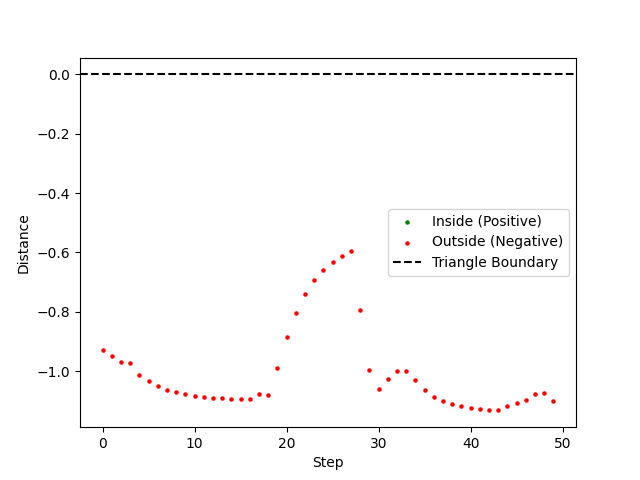 0.0
−0.2
−0.4
−0.6
−0.8
−1.0
Distance
Inside (Positive)
Outside (Negative)
Triangle Boundary
0 10 20 30 40 50
Step